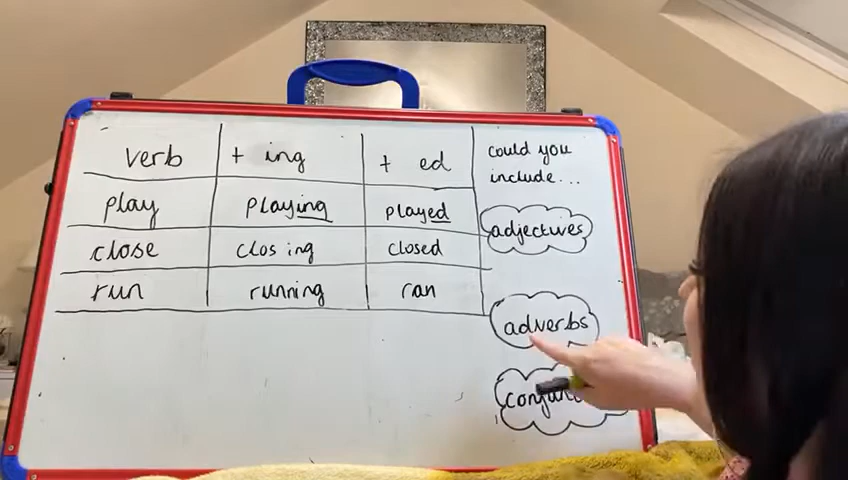 verb + ing + ed
play playing played
close closing closed
run running ran
could you
include...
adjectives
adverbs